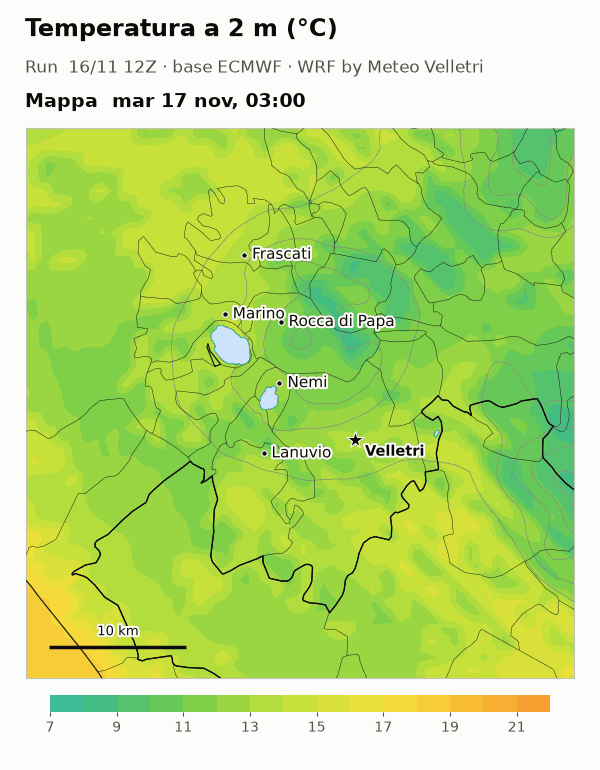 Temperatura a 2 m (°C)
Run 16/11 12Z · base ECMWF · WRF by Meteo Velletri
Mappa mar 17 nov, 03:00
Frascati
Marino
Rocca di Papa
Nemi
Velletri
Lanuvio
10 km
7 9 11 13 15 17 19 21